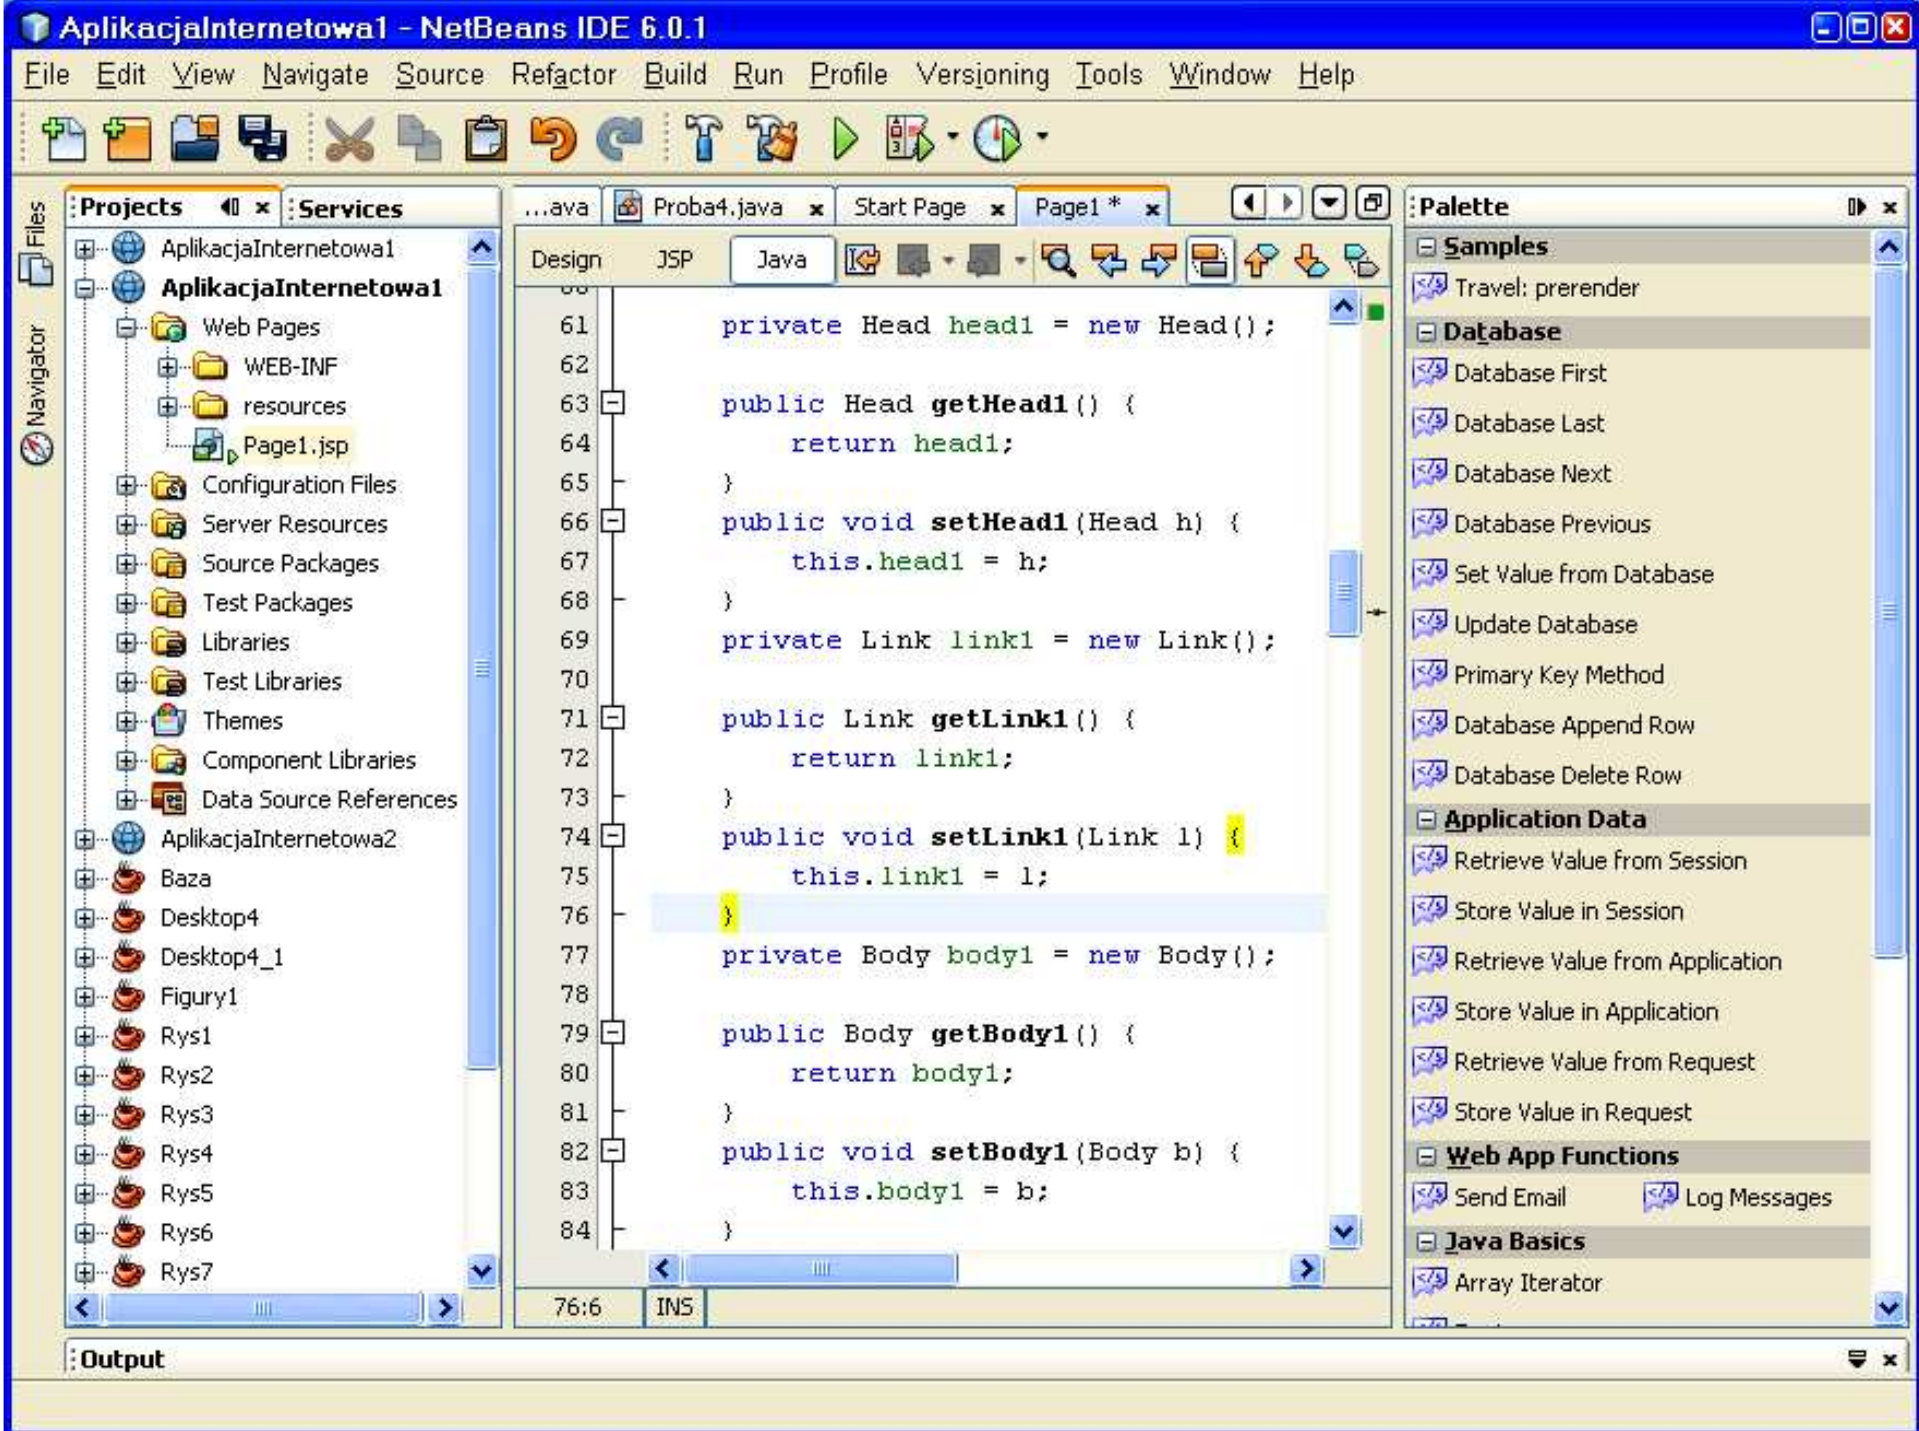 AplikacjaInternetowa1 - NetBeans IDE 6.0.1
File Edit View Navigate Source Refactor Build Run Profile Versioning Tools Window Help
Files
Navigator
Projects
Services
AplikacjaInternetowa1
AplikacjaInternetowa1
Web Pages
WEB-INF
resources
Page1.jsp
Configuration Files
Server Resources
Source Packages
Test Packages
Libraries
Test Libraries
Themes
Component Libraries
Data Source References
AplikacjaInternetowa2
Baza
Desktop4
Desktop4_1
Figury1
Rys1
Rys2
Rys3
Rys4
Rys5
Rys6
Rys7
...ava Proba4.java Start Page Page1 *
Design JSP Java
61 private Head head1 = new Head();
62
63 public Head getHead1() {
64 return head1;
65 }
66 public void setHead1(Head h) {
67 this.head1 = h;
68 }
69 private Link link1 = new Link();
70
71 public Link getLink1() {
72 return link1;
73 }
74 public void setLink1(Link l) {
75 this.link1 = l;
76 }
77 private Body body1 = new Body();
78
79 public Body getBody1() {
80 return body1;
81 }
82 public void setBody1(Body b) {
83 this.body1 = b;
84 }
76:6 INS
Palette
Samples
Travel: prerender
Database
Database First
Database Last
Database Next
Database Previous
Set Value from Database
Update Database
Primary Key Method
Database Append Row
Database Delete Row
Application Data
Retrieve Value from Session
Store Value in Session
Retrieve Value from Application
Store Value in Application
Retrieve Value from Request
Store Value in Request
Web App Functions
Send Email Log Messages
Java Basics
Array Iterator
Output